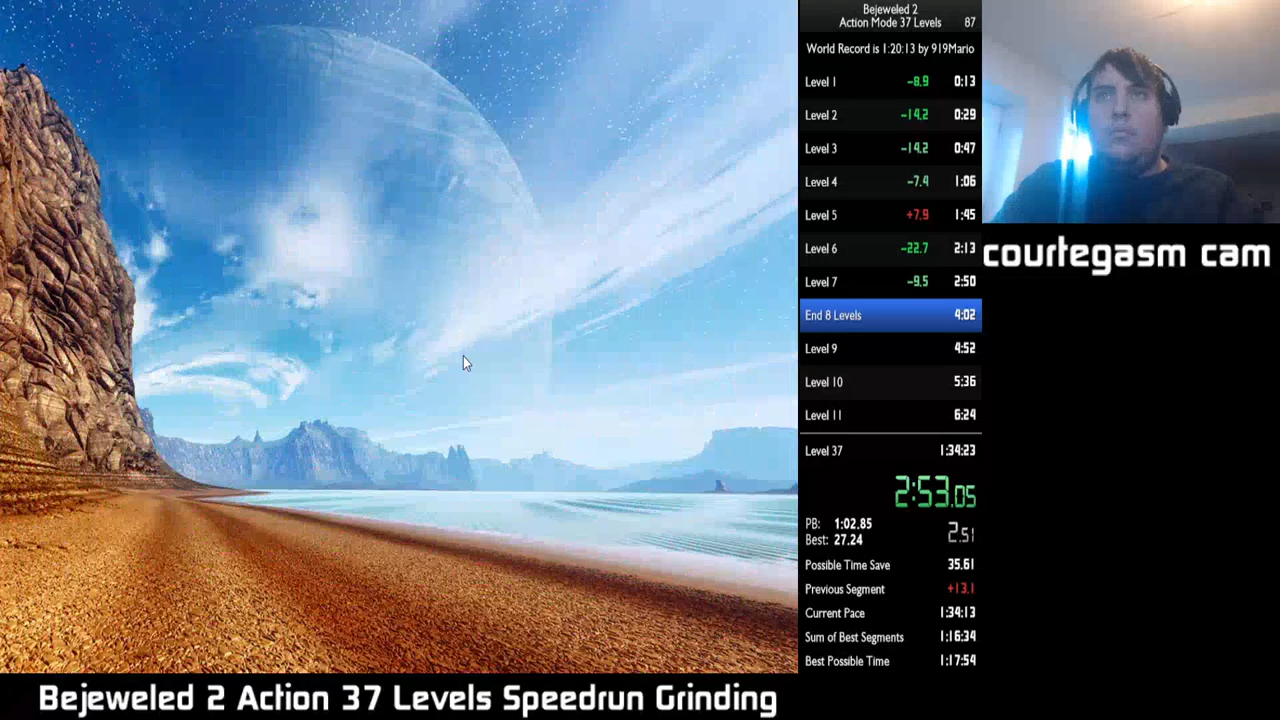 Bejeweled 2
Action Mode 37 Levels 87
World Record is 1:20:13 by 919Mario
Level 1 -8.9 0:13
Level 2 -14.2 0:29
Level 3 -14.2 0:47
Level 4 -7.4 1:06
Level 5 +7.9 1:45
Level 6 -22.7 2:13
Level 7 -9.5 2:50
End 8 Levels 4:02
Level 9 4:52
Level 10 5:36
Level 11 6:24
Level 37 1:34:23
2:53.05
PB: 1:02.85
Best: 27.24
2.51
Possible Time Save 35.61
Previous Segment +13.1
Current Pace 1:34:13
Sum of Best Segments 1:16:34
Best Possible Time 1:17:54
courtegasm cam
Bejeweled 2 Action 37 Levels Speedrun Grinding